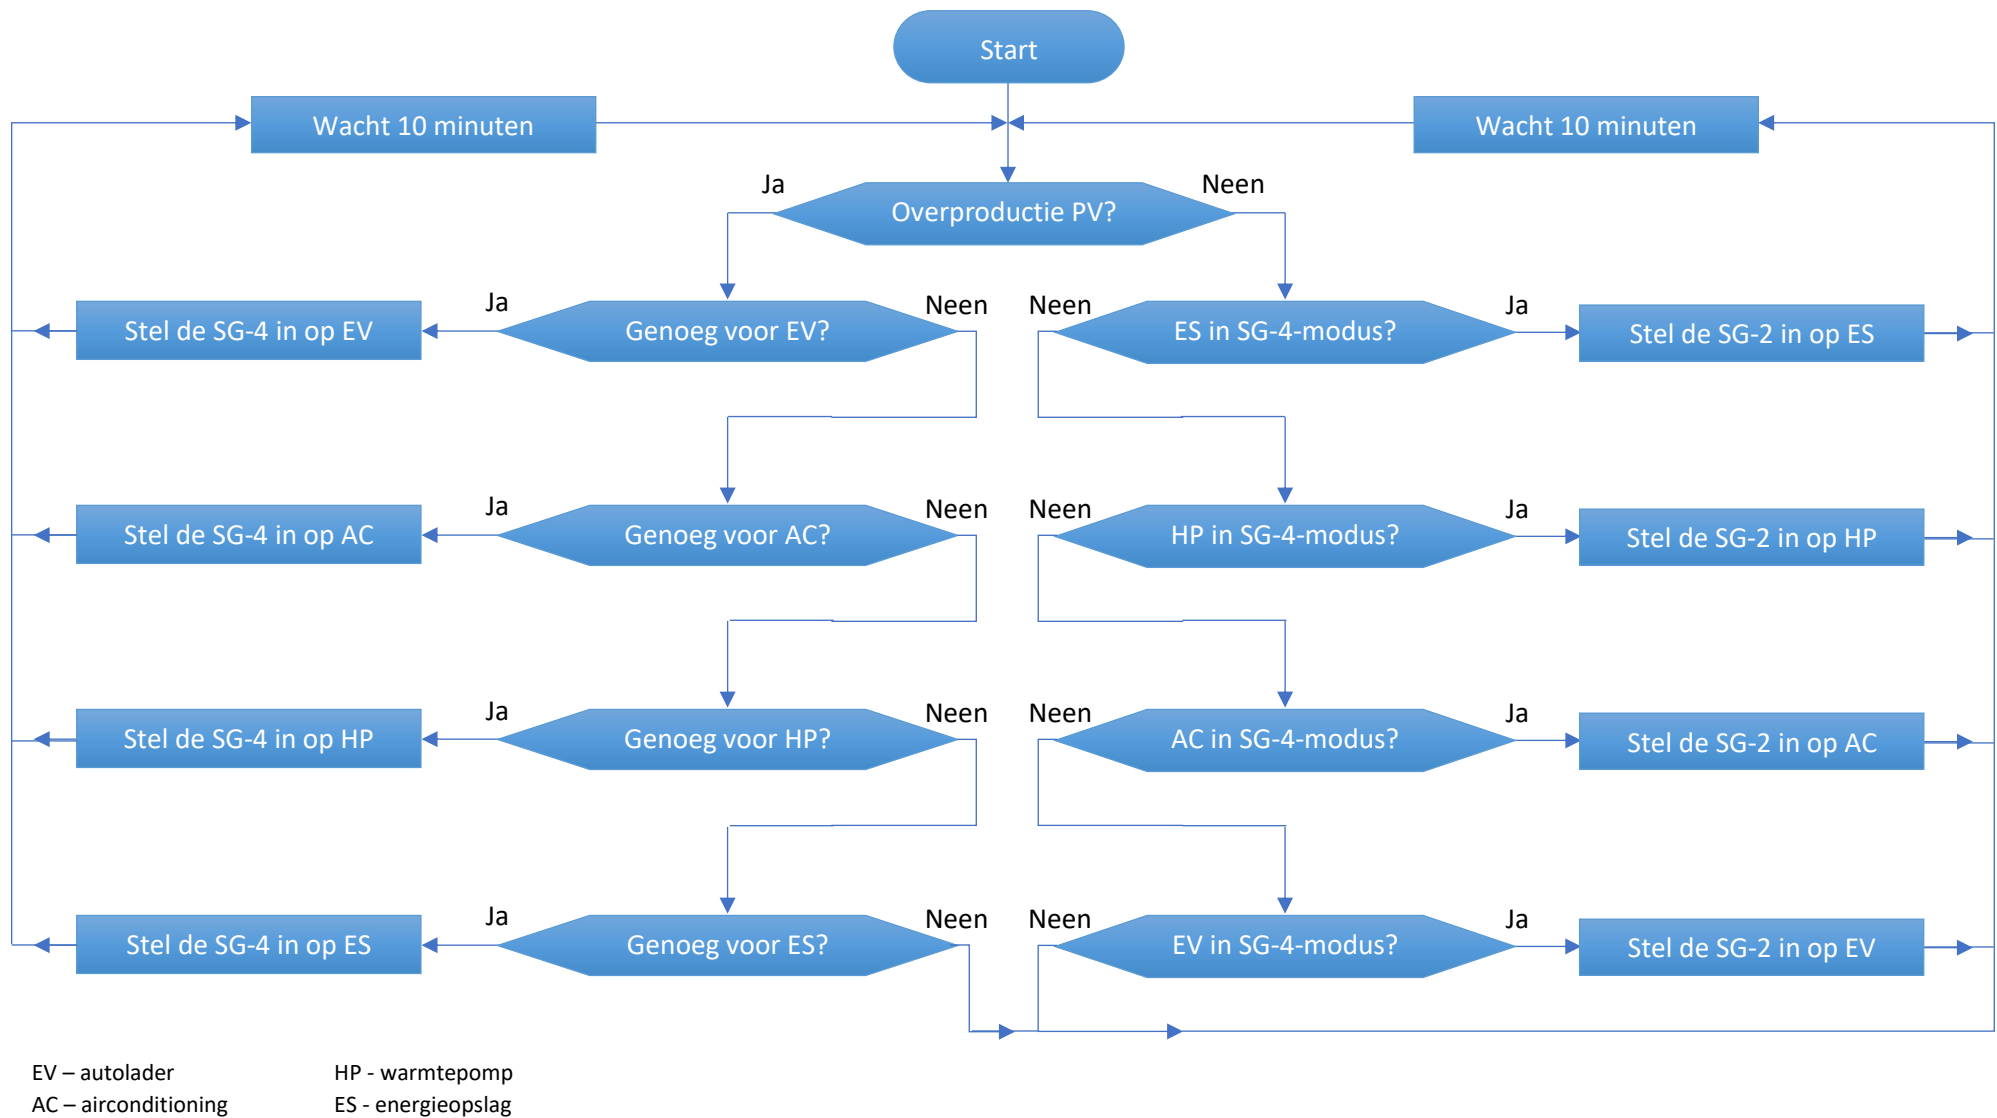 Start
Wacht 10 minuten
Wacht 10 minuten
Ja
Neen
Overproductie PV?
Ja
Neen
Neen
Ja
Stel de SG-4 in op EV
Genoeg voor EV?
ES in SG-4-modus?
Stel de SG-2 in op ES
Ja
Neen
Neen
Ja
Stel de SG-4 in op AC
Genoeg voor AC?
HP in SG-4-modus?
Stel de SG-2 in op HP
Ja
Neen
Neen
Ja
Stel de SG-4 in op HP
Genoeg voor HP?
AC in SG-4-modus?
Stel de SG-2 in op AC
Ja
Neen
Neen
Ja
Stel de SG-4 in op ES
Genoeg voor ES?
EV in SG-4-modus?
Stel de SG-2 in op EV
EV – autolader
HP - warmtepomp
AC – airconditioning
ES - energieopslag